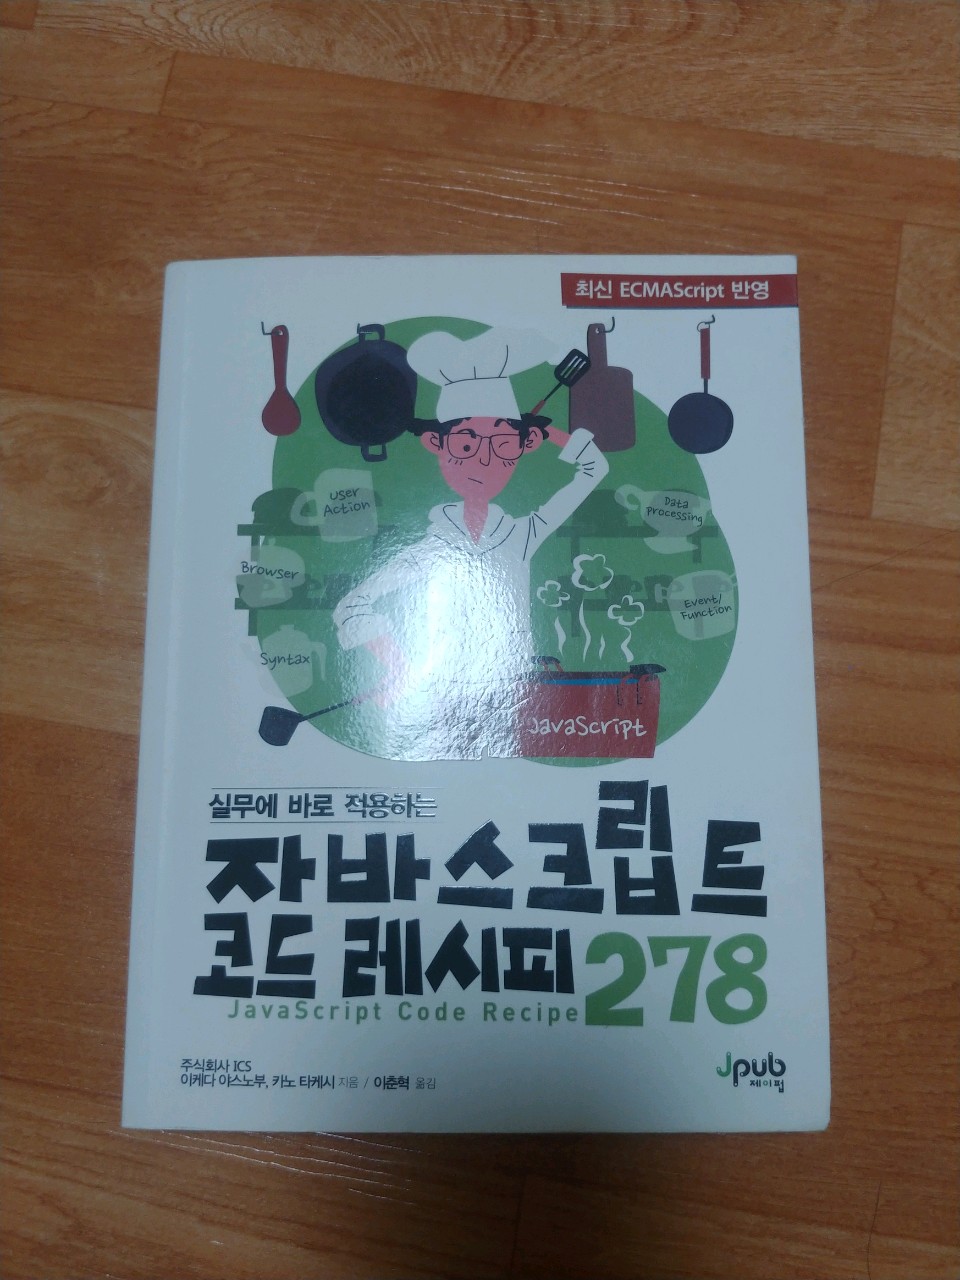 최신 ECMAScript 반영
User
Action
Data
Processing
Browser
Event/
Function
Syntax
JavaScript
실무에 바로 적용하는
자바스크립트
코드 레시피 278
JavaScript Code Recipe
주식회사 ICS
이케다 야스노부, 카노 타케시 지음 / 이춘혁 옮김
Jpub
제이펍